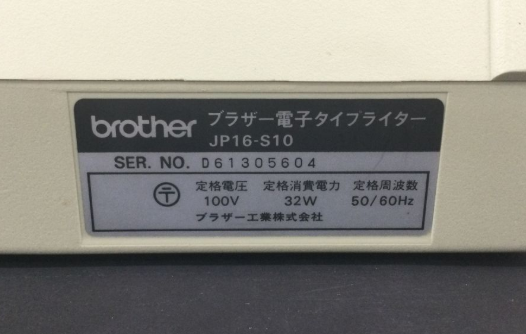 brother ブラザー電子タイプライター
JP16-S10
SER. NO. D61305604
〒 定格電圧 定格消費電力 定格周波数
100V 32W 50/60Hz
ブラザー工業株式会社